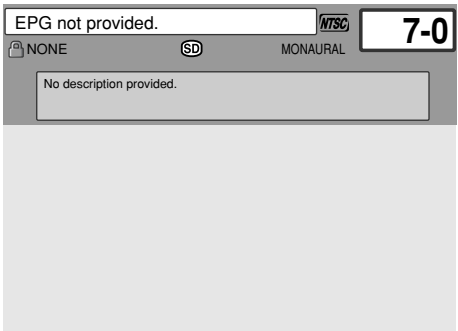 EPG not provided. NTSC 7-0
NONE SD MONAURAL
No description provided.